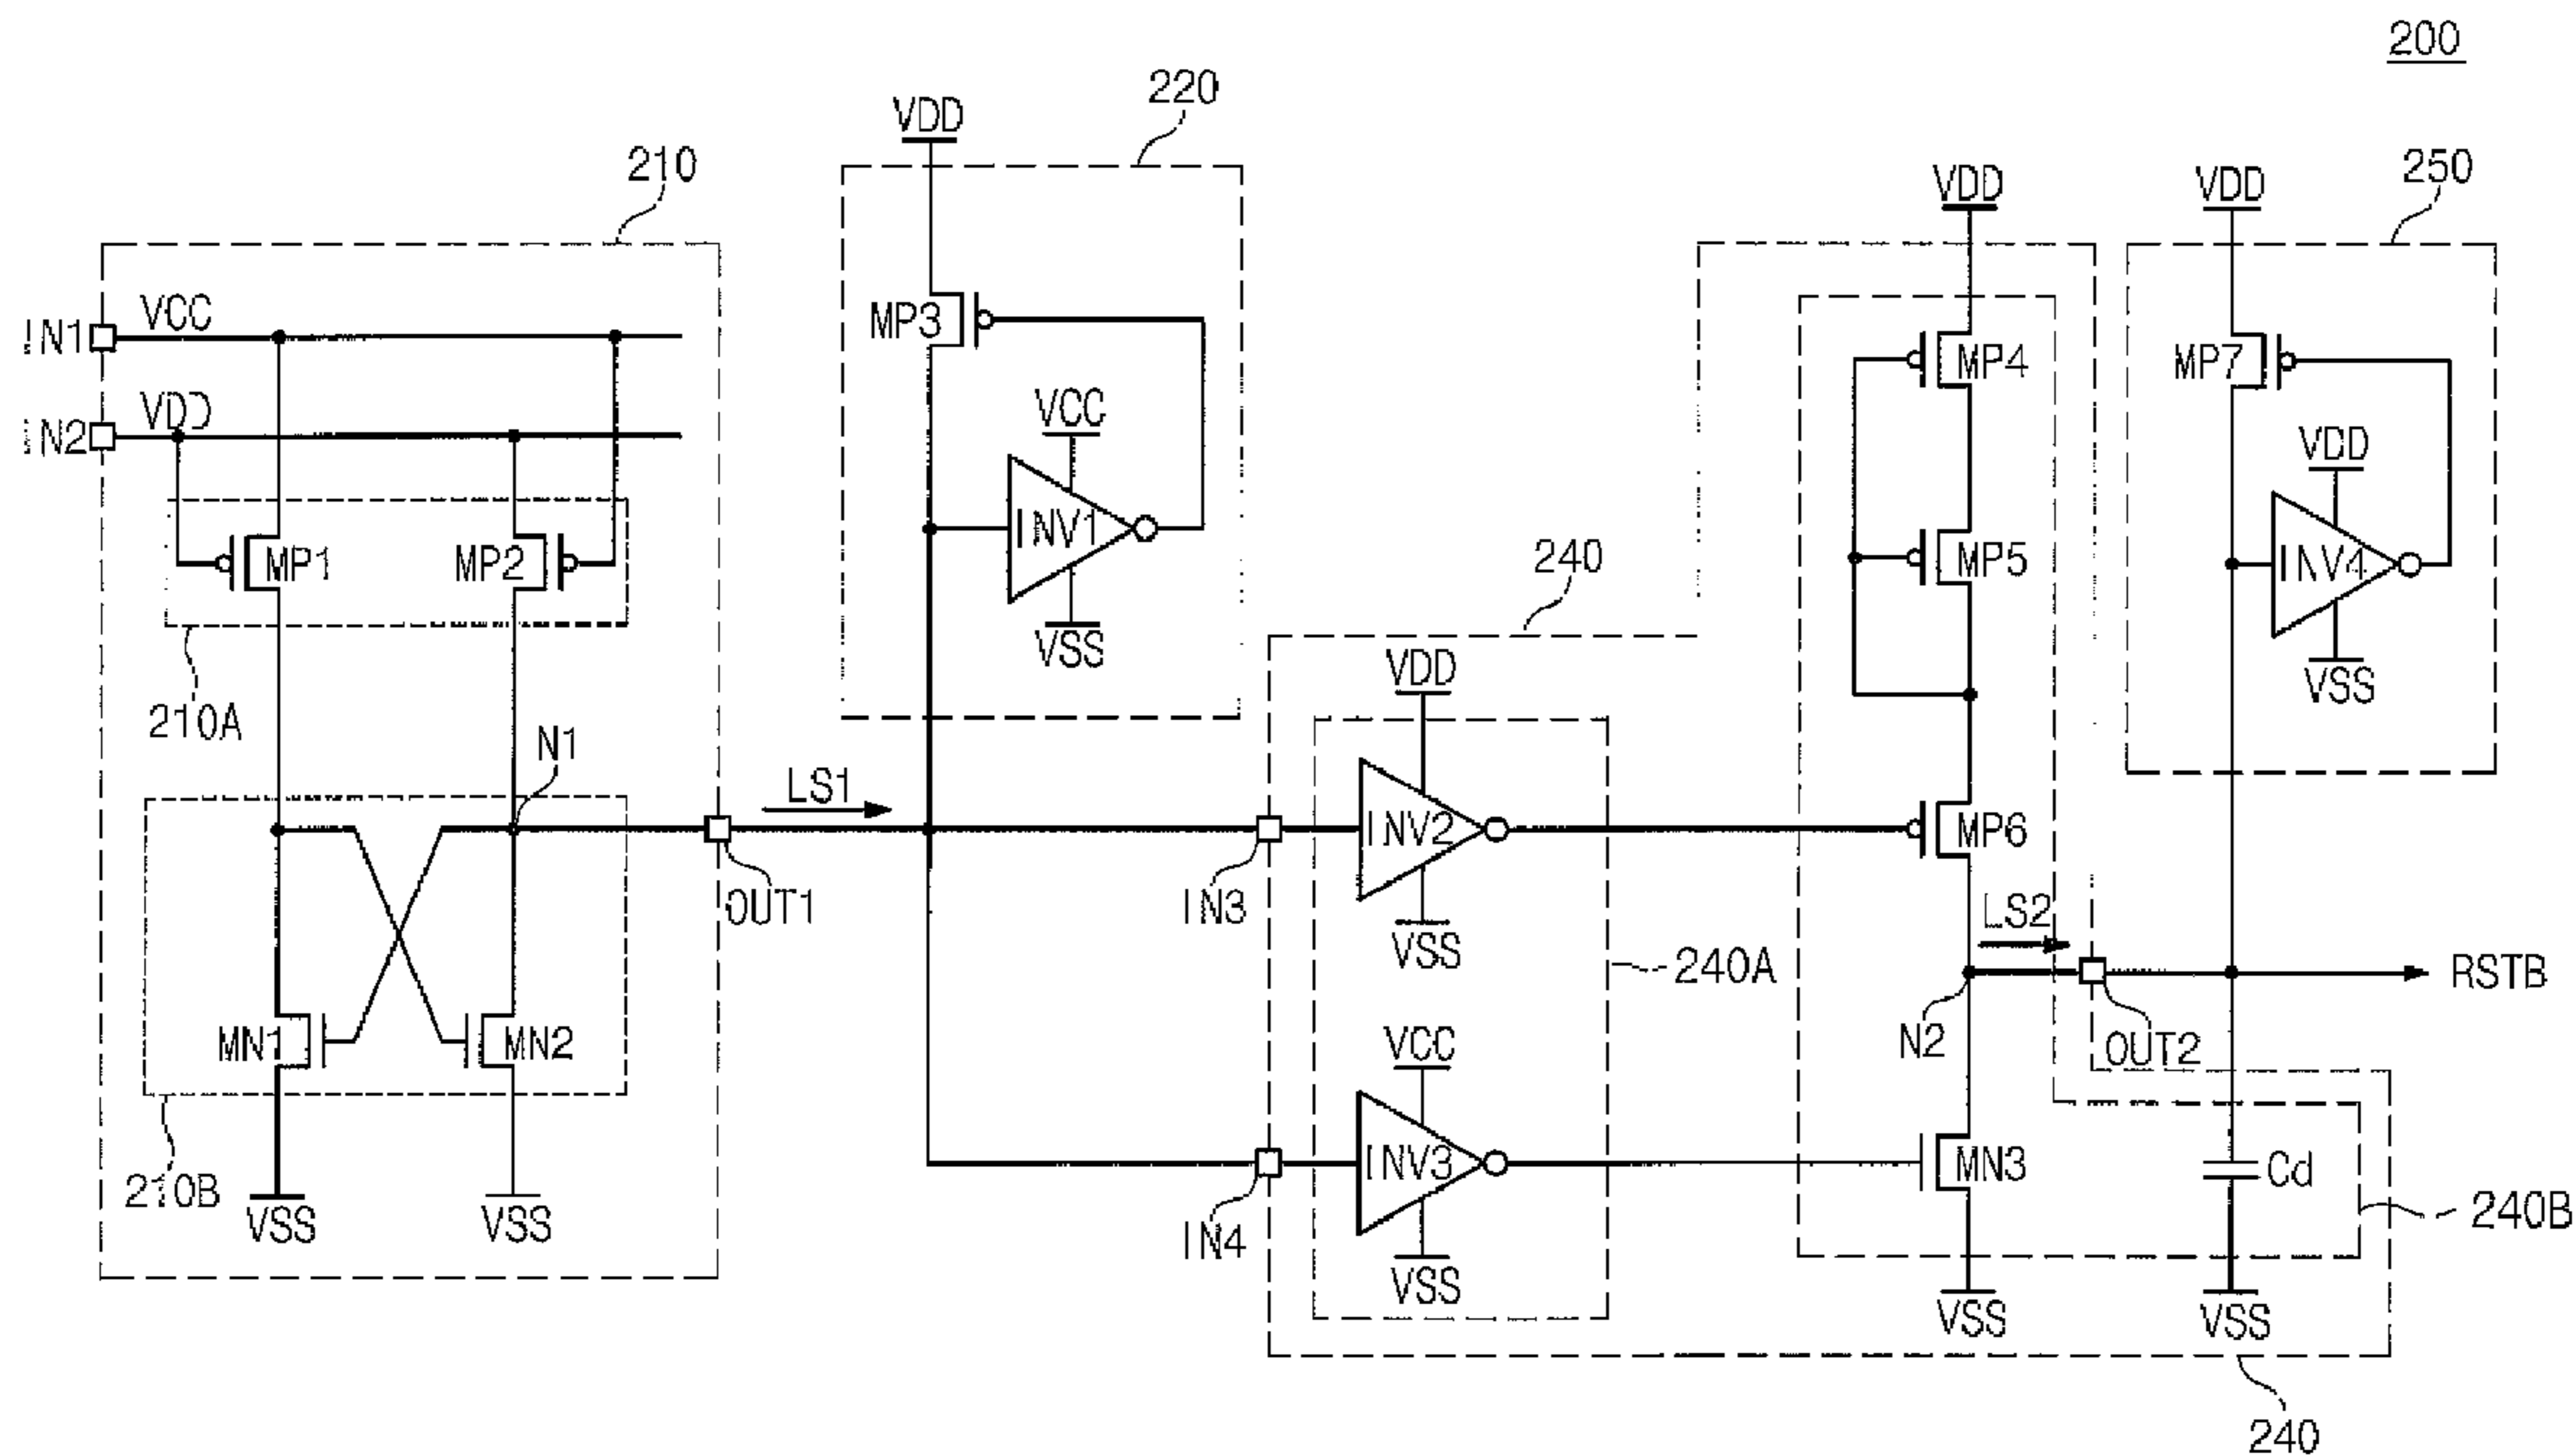 200
220
VDD
210
VDD
250
VDD
IN1
VCC
MP3
MP4
MP7
VCC
IN2
VDD
VDD
INV1
MP5
INV4
240
MP1
MP2
VSS
VDD
VSS
210A
N1
LS1
INV2
MP6
OUT1
IN3
VSS
LS2
240A
RSTB
MN1
MN2
VCC
N2
OUT2
INV3
MN3
Cd
210B
VSS
VSS
IN4
VSS
240B
VSS
VSS
240